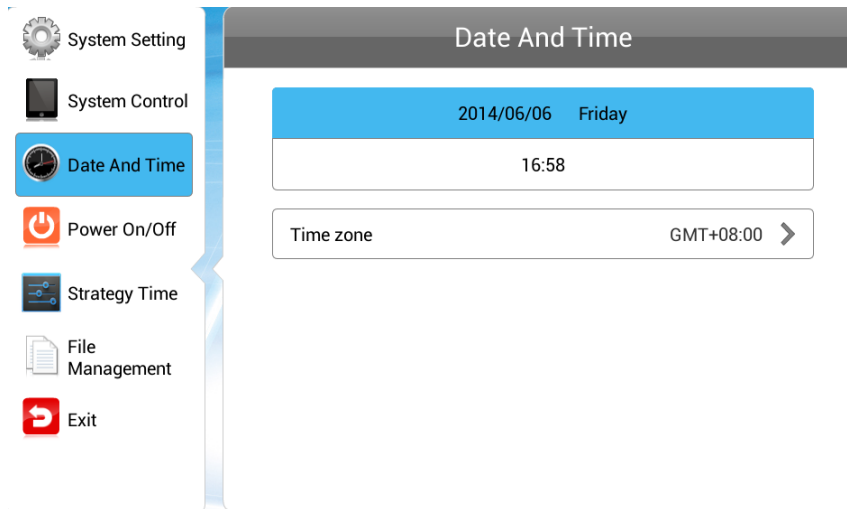 System Setting
System Control
Date And Time
Power On/Off
Strategy Time
File
Management
Exit
Date And Time
2014/06/06 Friday
16:58
Time zone GMT+08:00